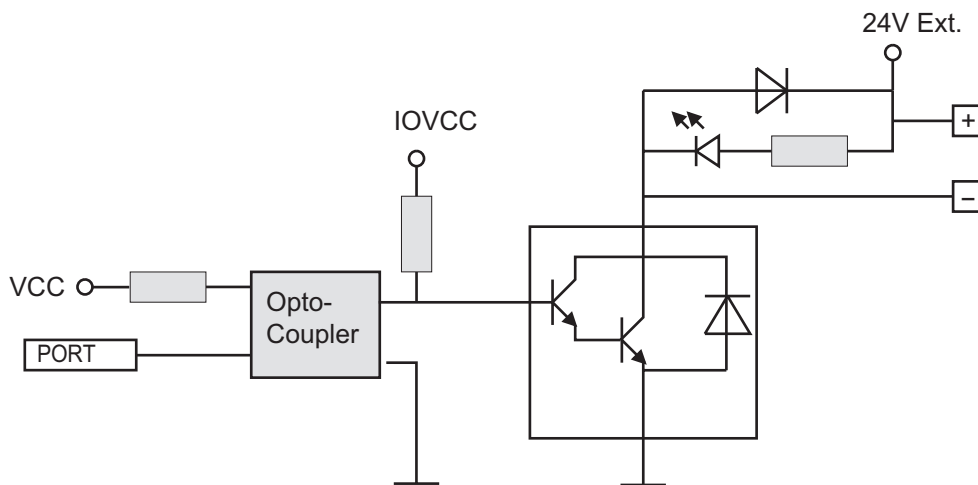 24V Ext.
+
IOVCC
−
VCC
Opto-
Coupler
PORT